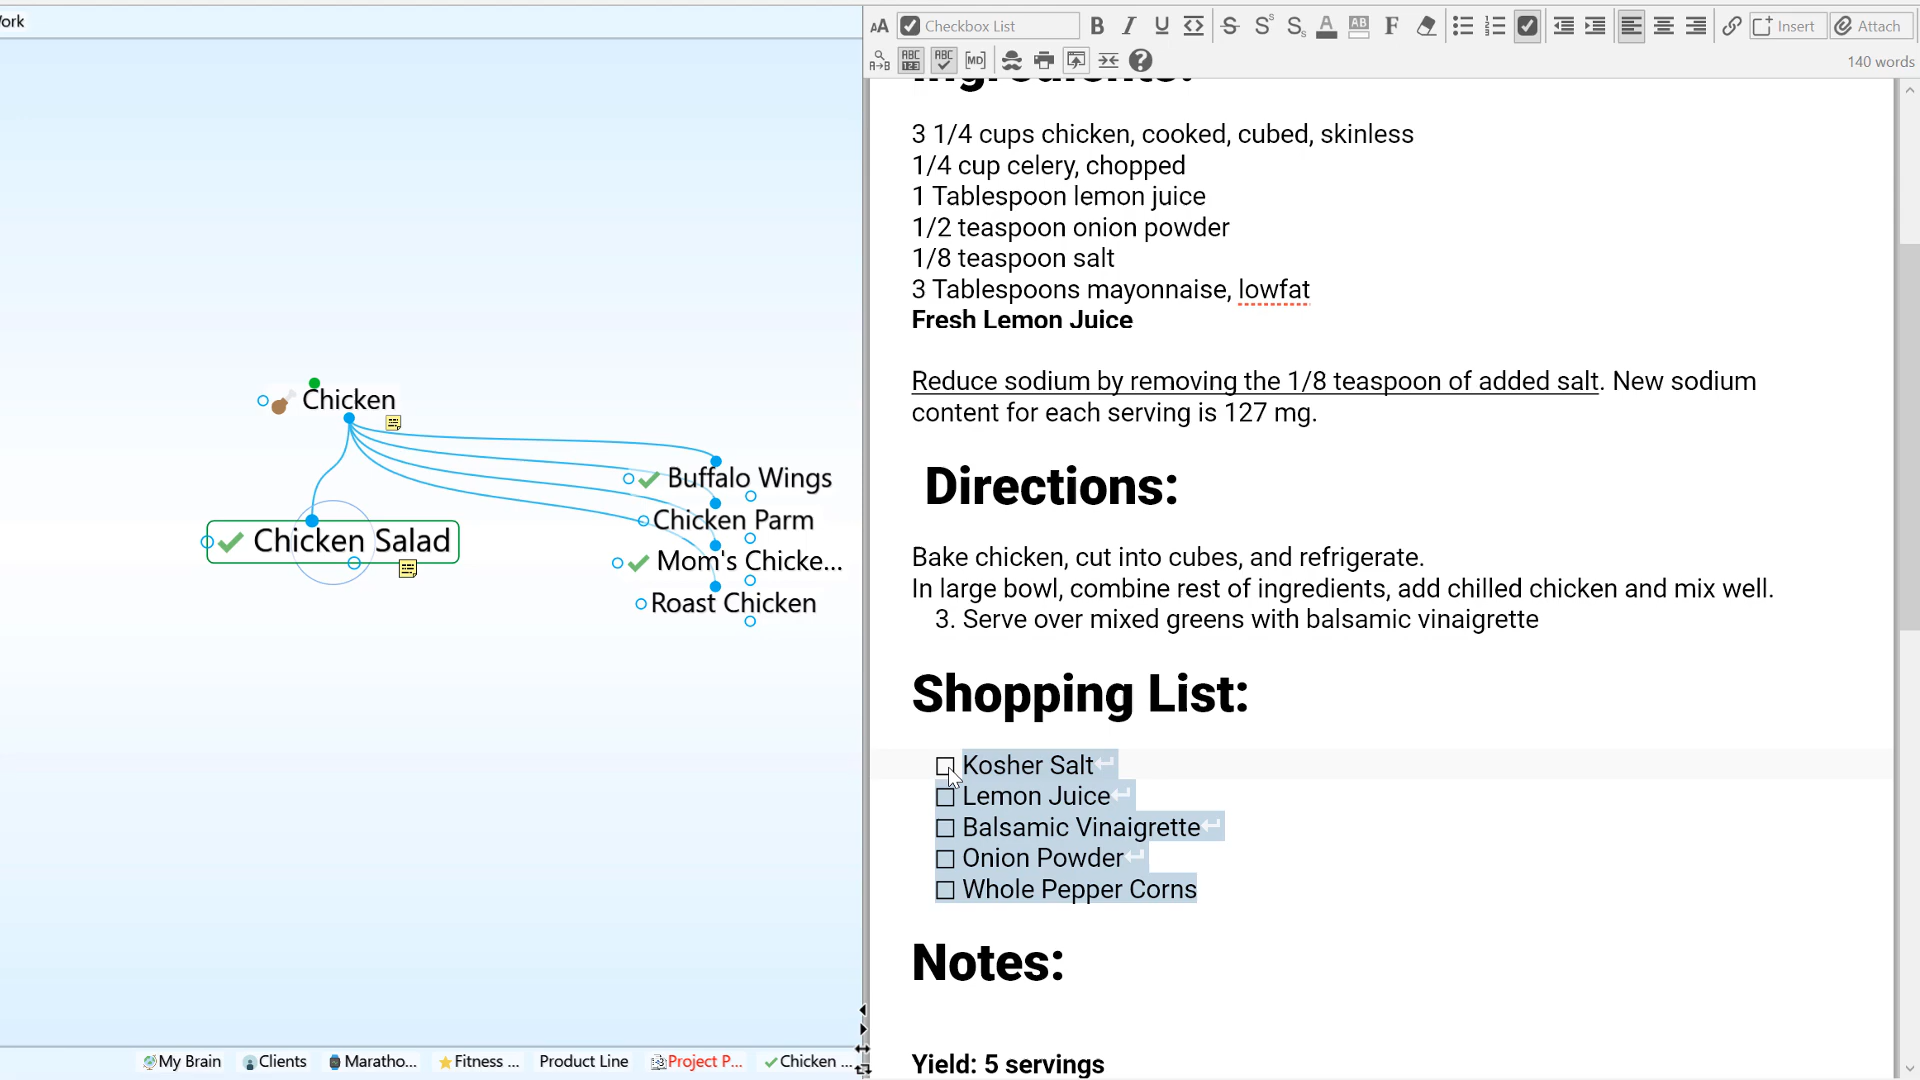 Checkbox List
Insert
Attach
140 words
Ingredients:
3 1/4 cups chicken, cooked, cubed, skinless
1/4 cup celery, chopped
1 Tablespoon lemon juice
1/2 teaspoon onion powder
1/8 teaspoon salt
3 Tablespoons mayonnaise, lowfat
Fresh Lemon Juice
Reduce sodium by removing the 1/8 teaspoon of added salt. New sodium
content for each serving is 127 mg.
Directions:
Bake chicken, cut into cubes, and refrigerate.
In large bowl, combine rest of ingredients, add chilled chicken and mix well.
3. Serve over mixed greens with balsamic vinaigrette
Shopping List:
Kosher Salt
Lemon Juice
Balsamic Vinaigrette
Onion Powder
Whole Pepper Corns
Notes:
Yield: 5 servings
Chicken
Buffalo Wings
Chicken Parm
Chicken Salad
Mom's Chicke...
Roast Chicken
My Brain
Clients
Maratho...
Fitness ...
Product Line
Project P...
Chicken ...